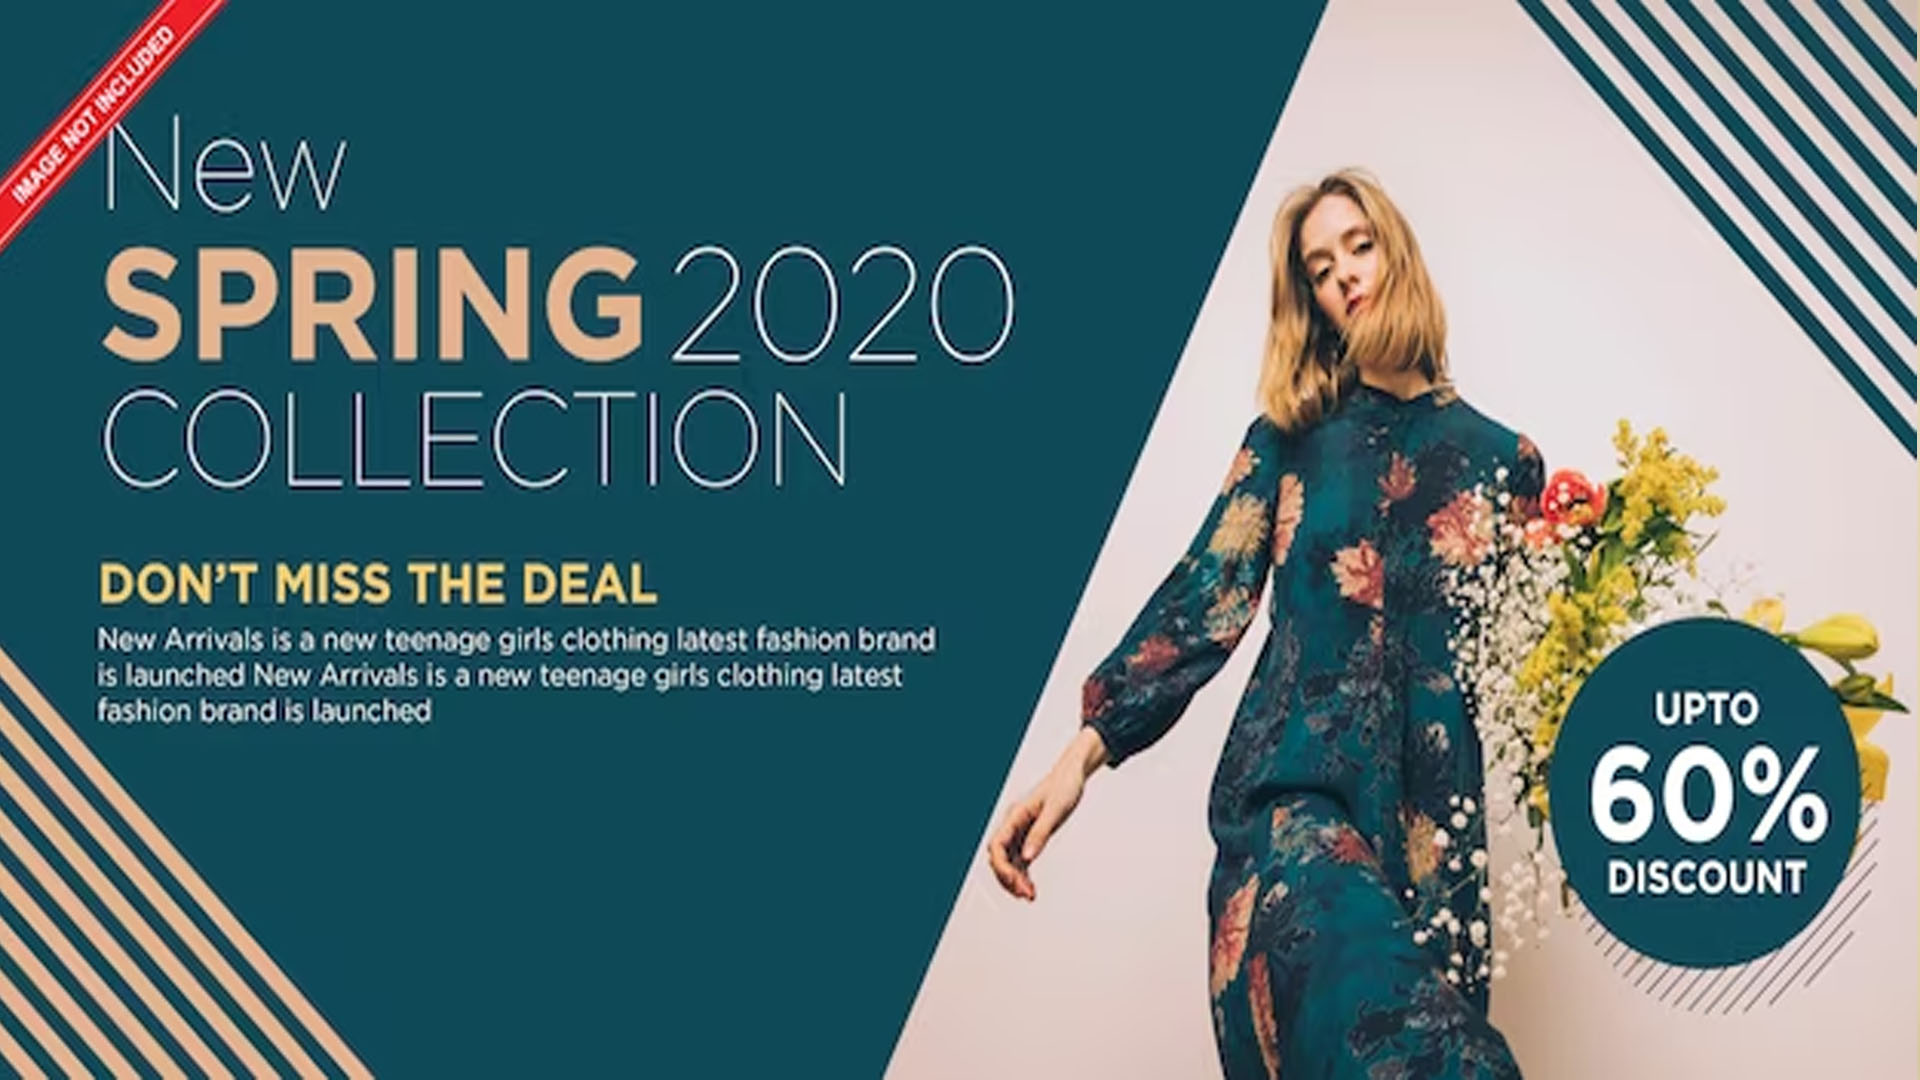 IMAGE NOT INCLUDED
New
SPRING 2020
COLLECTION
DON’T MISS THE DEAL
New Arrivals is a new teenage girls clothing latest fashion brand
is launched New Arrivals is a new teenage girls clothing latest
fashion brand is launched
UPTO
60%
DISCOUNT